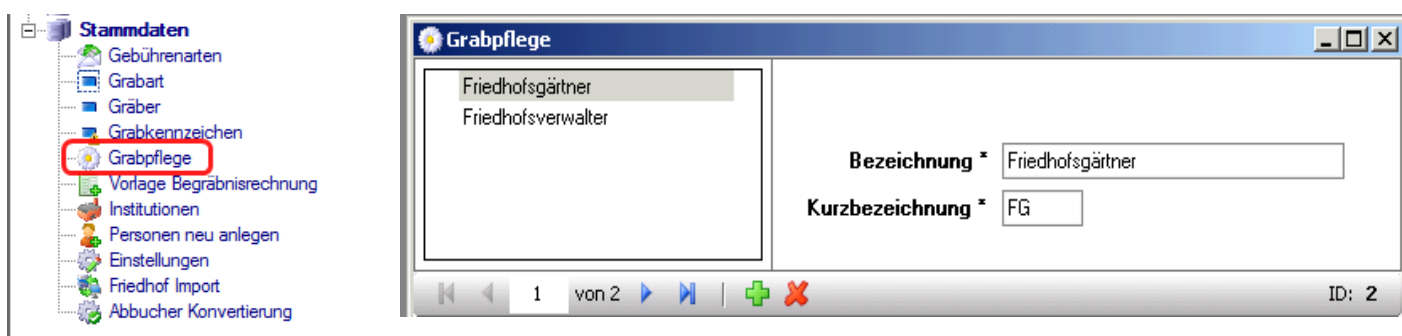 Stammdaten
Gebührenarten
Grabart
Gräber
Grabkennzeichen
Grabpflege
Vorlage Begräbnisrechnung
Institutionen
Personen neu anlegen
Einstellungen
Friedhof Import
Abbucher Konvertierung
Grabpflege
Friedhofsgärtner
Friedhofsverwalter
Bezeichnung * Friedhofsgärtner
Kurzbezeichnung * FG
1 von 2 ID: 2